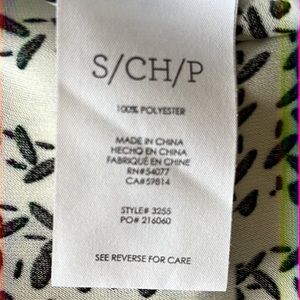 S/CH/P
100% POLYESTER
MADE IN CHINA
HECHO EN CHINA
FABRIQUÉ EN CHINE
RN#54077
CA#59814
STYLE# 3255
PO# 216060
SEE REVERSE FOR CARE